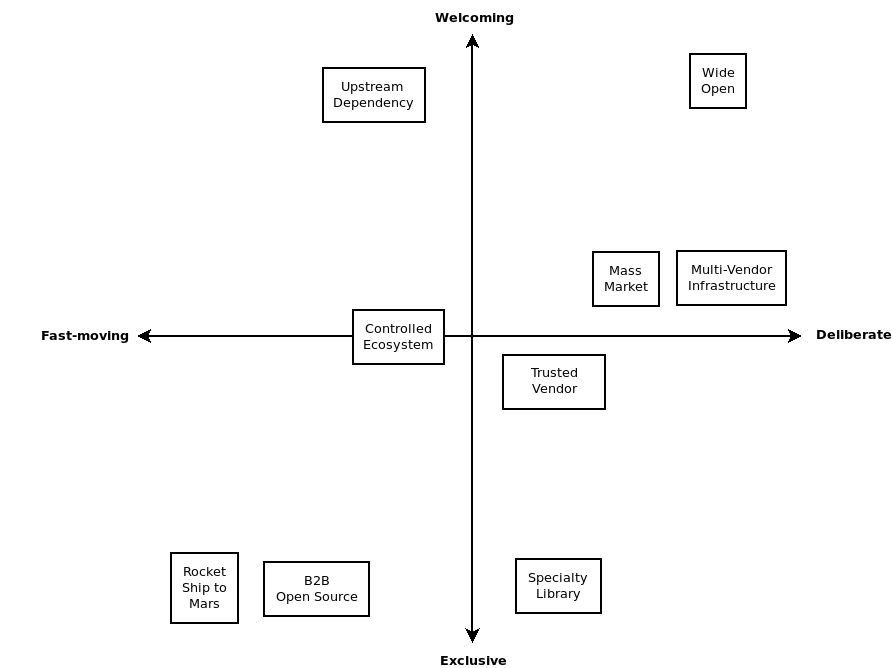 Welcoming
Upstream
Dependency
Wide
Open
Mass
Market
Multi-Vendor
Infrastructure
Controlled
Ecosystem
Fast-moving
Deliberate
Trusted
Vendor
Rocket
Ship to
Mars
B2B
Open Source
Specialty
Library
Exclusive